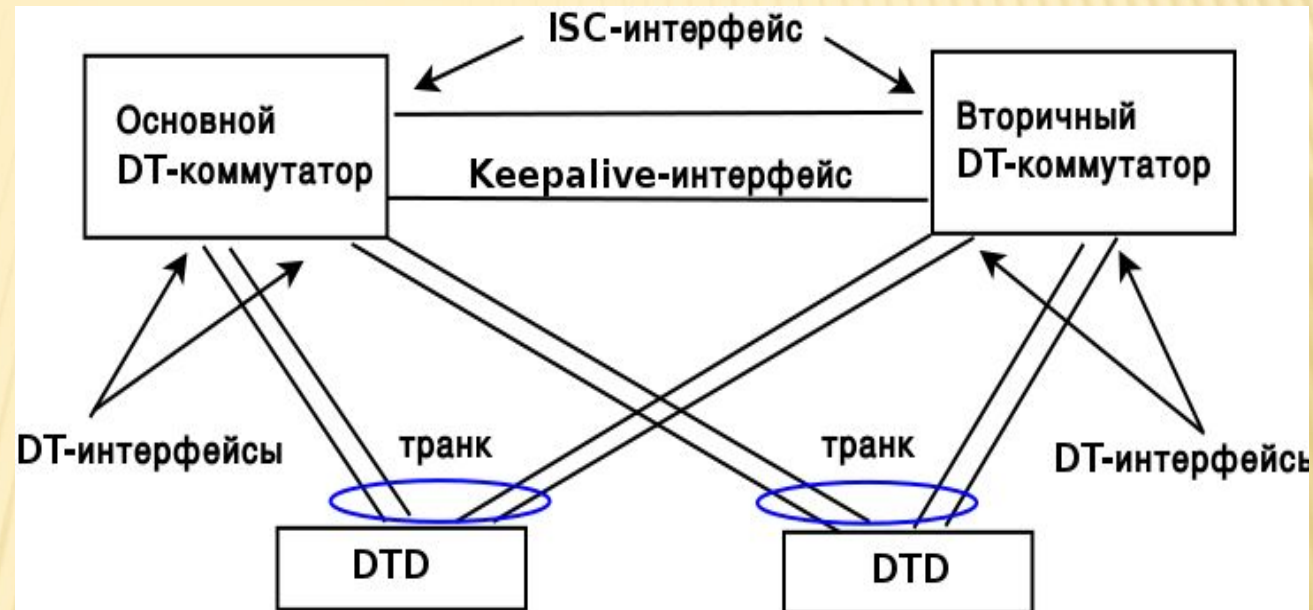 ISC-интерфейс
Основной
DT-коммутатор
Вторичный
DT-коммутатор
Keepalive-интерфейс
DT-интерфейсы
транк
транк
DT-интерфейсы
DTD
DTD